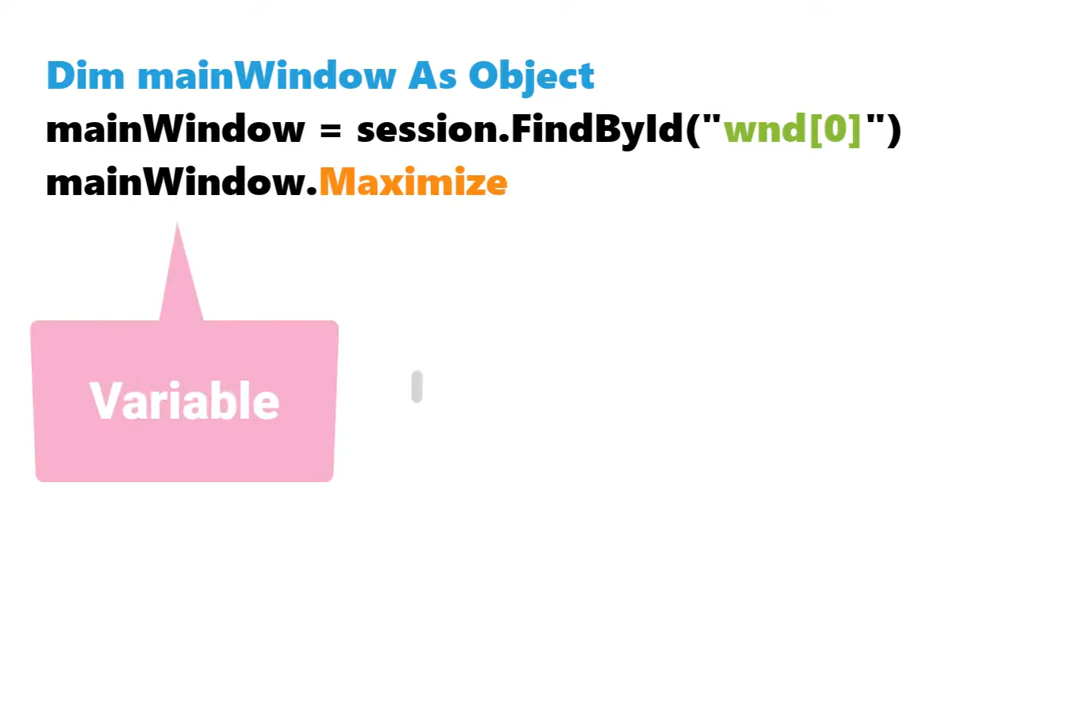 Dim mainWindow As Object
mainWindow = session.FindById("wnd[0]")
mainWindow.Maximize
Variable